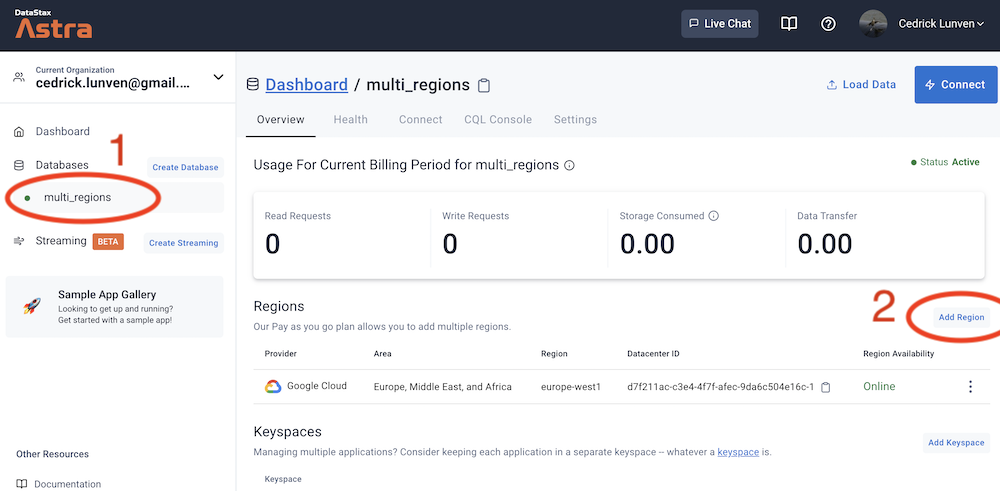 DataStax
Astra
Live Chat
Cedrick Lunven
Current Organization
cedrick.lunven@gmail....
Dashboard / multi_regions
Load Data
Connect
Overview
Health
Connect
CQL Console
Settings
Dashboard
1
Databases
Create Database
multi_regions
Streaming
BETA
Create Streaming
Sample App Gallery
Looking to get up and running?
Get started with a sample app!
Other Resources
Documentation
Usage For Current Billing Period for multi_regions
Status Active
Read Requests
Write Requests
Storage Consumed
Data Transfer
0
0
0.00
0.00
Regions
2
Add Region
Our Pay as you go plan allows you to add multiple regions.
Provider
Area
Region
Datacenter ID
Region Availability
Google Cloud
Europe, Middle East, and Africa
europe-west1
d7f211ac-c3e4-4f7f-afec-9da6c504e16c-1
Online
Keyspaces
Add Keyspace
Managing multiple applications? Consider keeping each application in a separate keyspace – whatever a keyspace is.
Keyspace